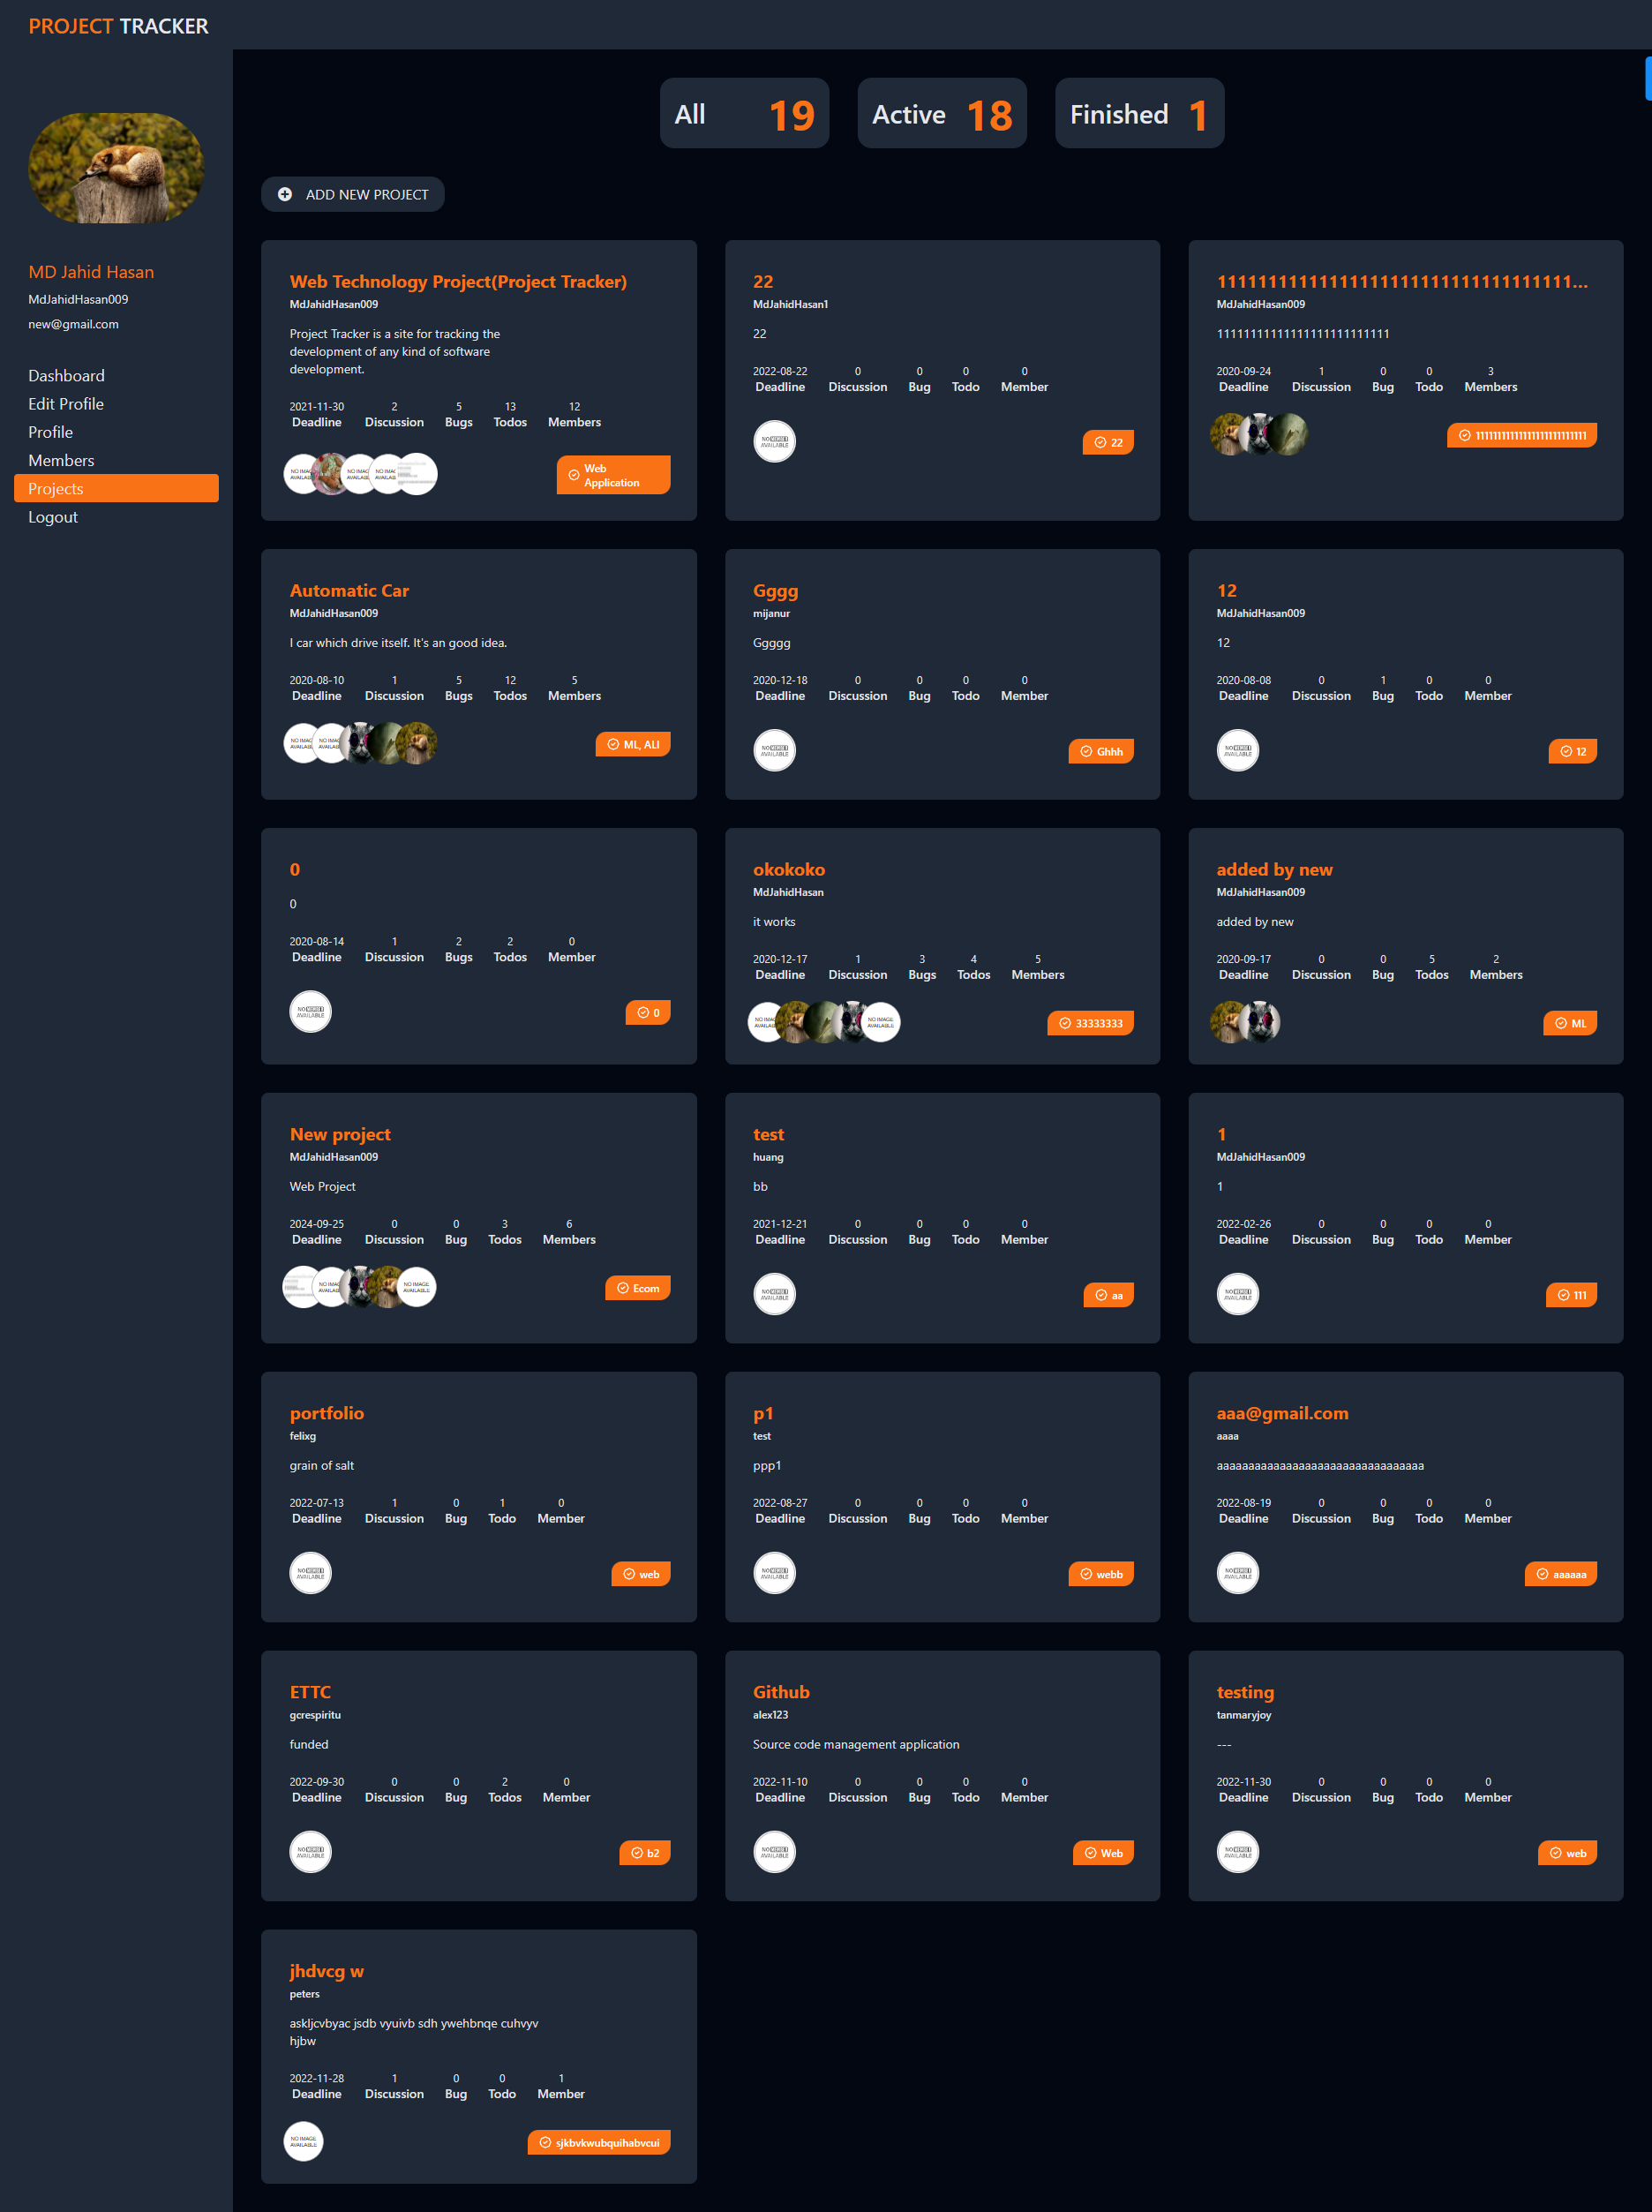 PROJECT TRACKER
MD Jahid Hasan
MdJahidHasan009
new@gmail.com
Dashboard
Edit Profile
Profile
Members
Projects
Logout
All 19
Active 18
Finished 1
ADD NEW PROJECT
Web Technology Project(Project Tracker)
MdJahidHasan009
Project Tracker is a site for tracking the
development of any kind of software
development.
2021-11-30 2 5 13 12
Deadline Discussion Bugs Todos Members
Web
Application
22
MdJahidHasan1
22
2022-08-22 0 0 0 0
Deadline Discussion Bug Todo Member
22
MdJahidHasan009
2020-09-24 1 0 0 3
Deadline Discussion Bug Todo Members
Automatic Car
MdJahidHasan009
I car which drive itself. It's an good idea.
2020-08-10 1 5 12 5
Deadline Discussion Bugs Todos Members
ML, ALI
Gggg
mijanur
Ggggg
2020-12-18 0 0 0 0
Deadline Discussion Bug Todo Member
Ghhh
12
MdJahidHasan009
12
2020-08-08 0 1 0 0
Deadline Discussion Bug Todo Member
12
0
0
2020-08-14 1 2 2 0
Deadline Discussion Bugs Todos Member
0
okokoko
MdJahidHasan
it works
2020-12-17 1 3 4 5
Deadline Discussion Bugs Todos Members
33333333
added by new
MdJahidHasan009
added by new
2020-09-17 0 0 5 2
Deadline Discussion Bug Todos Members
ML
New project
MdJahidHasan009
Web Project
2024-09-25 0 0 3 6
Deadline Discussion Bug Todos Members
Ecom
test
huang
bb
2021-12-21 0 0 0 0
Deadline Discussion Bug Todo Member
aa
1
MdJahidHasan009
1
2022-02-26 0 0 0 0
Deadline Discussion Bug Todo Member
111
portfolio
felixg
grain of salt
2022-07-13 1 0 1 0
Deadline Discussion Bug Todo Member
web
p1
test
ppp1
2022-08-27 0 0 0 0
Deadline Discussion Bug Todo Member
webb
aaa@gmail.com
aaaa
2022-08-19 0 0 0 0
Deadline Discussion Bug Todo Member
aaaaaa
ETTC
gcrespiritu
funded
2022-09-30 0 0 2 0
Deadline Discussion Bug Todos Member
b2
Github
alex123
Source code management application
2022-11-10 0 0 0 0
Deadline Discussion Bug Todo Member
Web
testing
tanmaryjoy
---
2022-11-30 0 0 0 0
Deadline Discussion Bug Todo Member
web
jhdvcg w
peters
askljcvbyac jsdb vyuivb sdh ywehbnqe cuhvyv
hjbw
2022-11-28 1 0 0 1
Deadline Discussion Bug Todo Member
NO IMAGE
AVAILABLE
sjkbvkwubquihabvcui